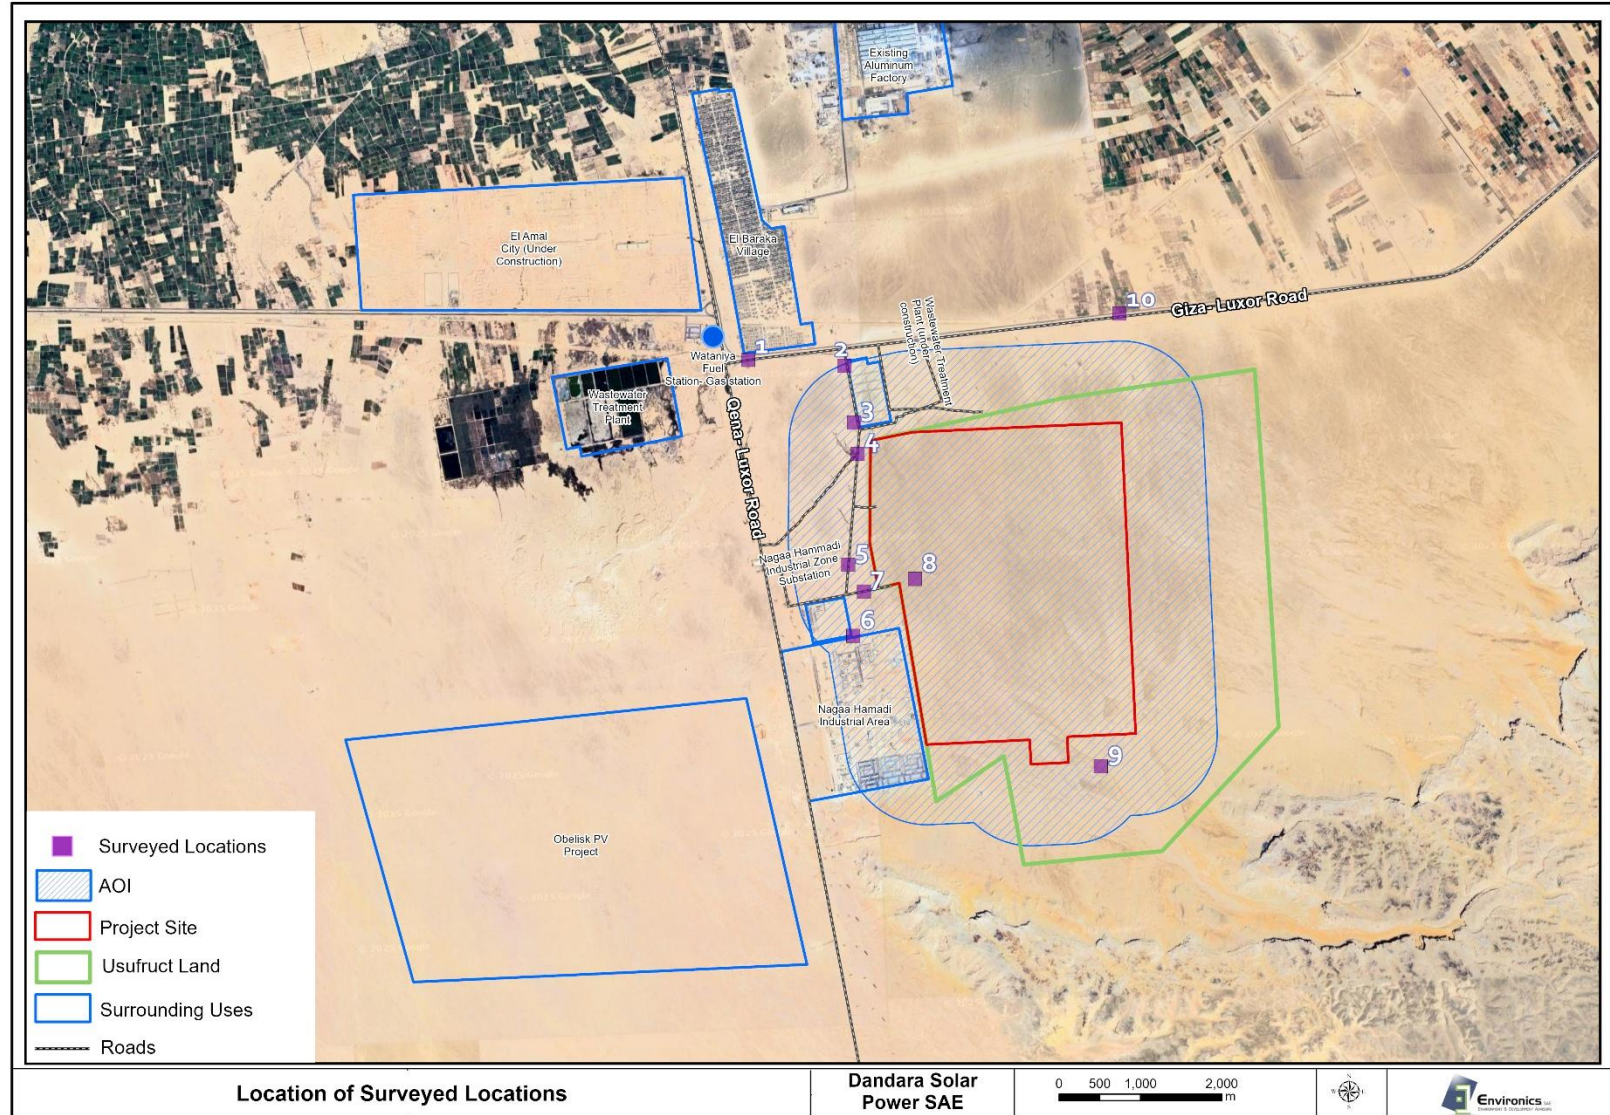 Existing
Aluminum
Factory
El Amal
City (Under
Construction)
El Baraka
Village
10
Giza- Luxor Road
Wastewater Treatment
Plant (under
construction)
1
2
Wataniya
Fuel
Station- Gas station
Wastewater
Treatment
Plant
3
4
Qena- Luxor Road
5
Nagaa Hammadi
Industrial Zone
Substation
8
7
6
Nagaa Hamadi
Industrial Area
9
Obelisk PV
Project
Surveyed Locations
AOI
Project Site
Usufruct Land
Surrounding Uses
Roads
Location of Surveyed Locations
Dandara Solar
Power SAE
0 500 1,000 2,000
m
Environics